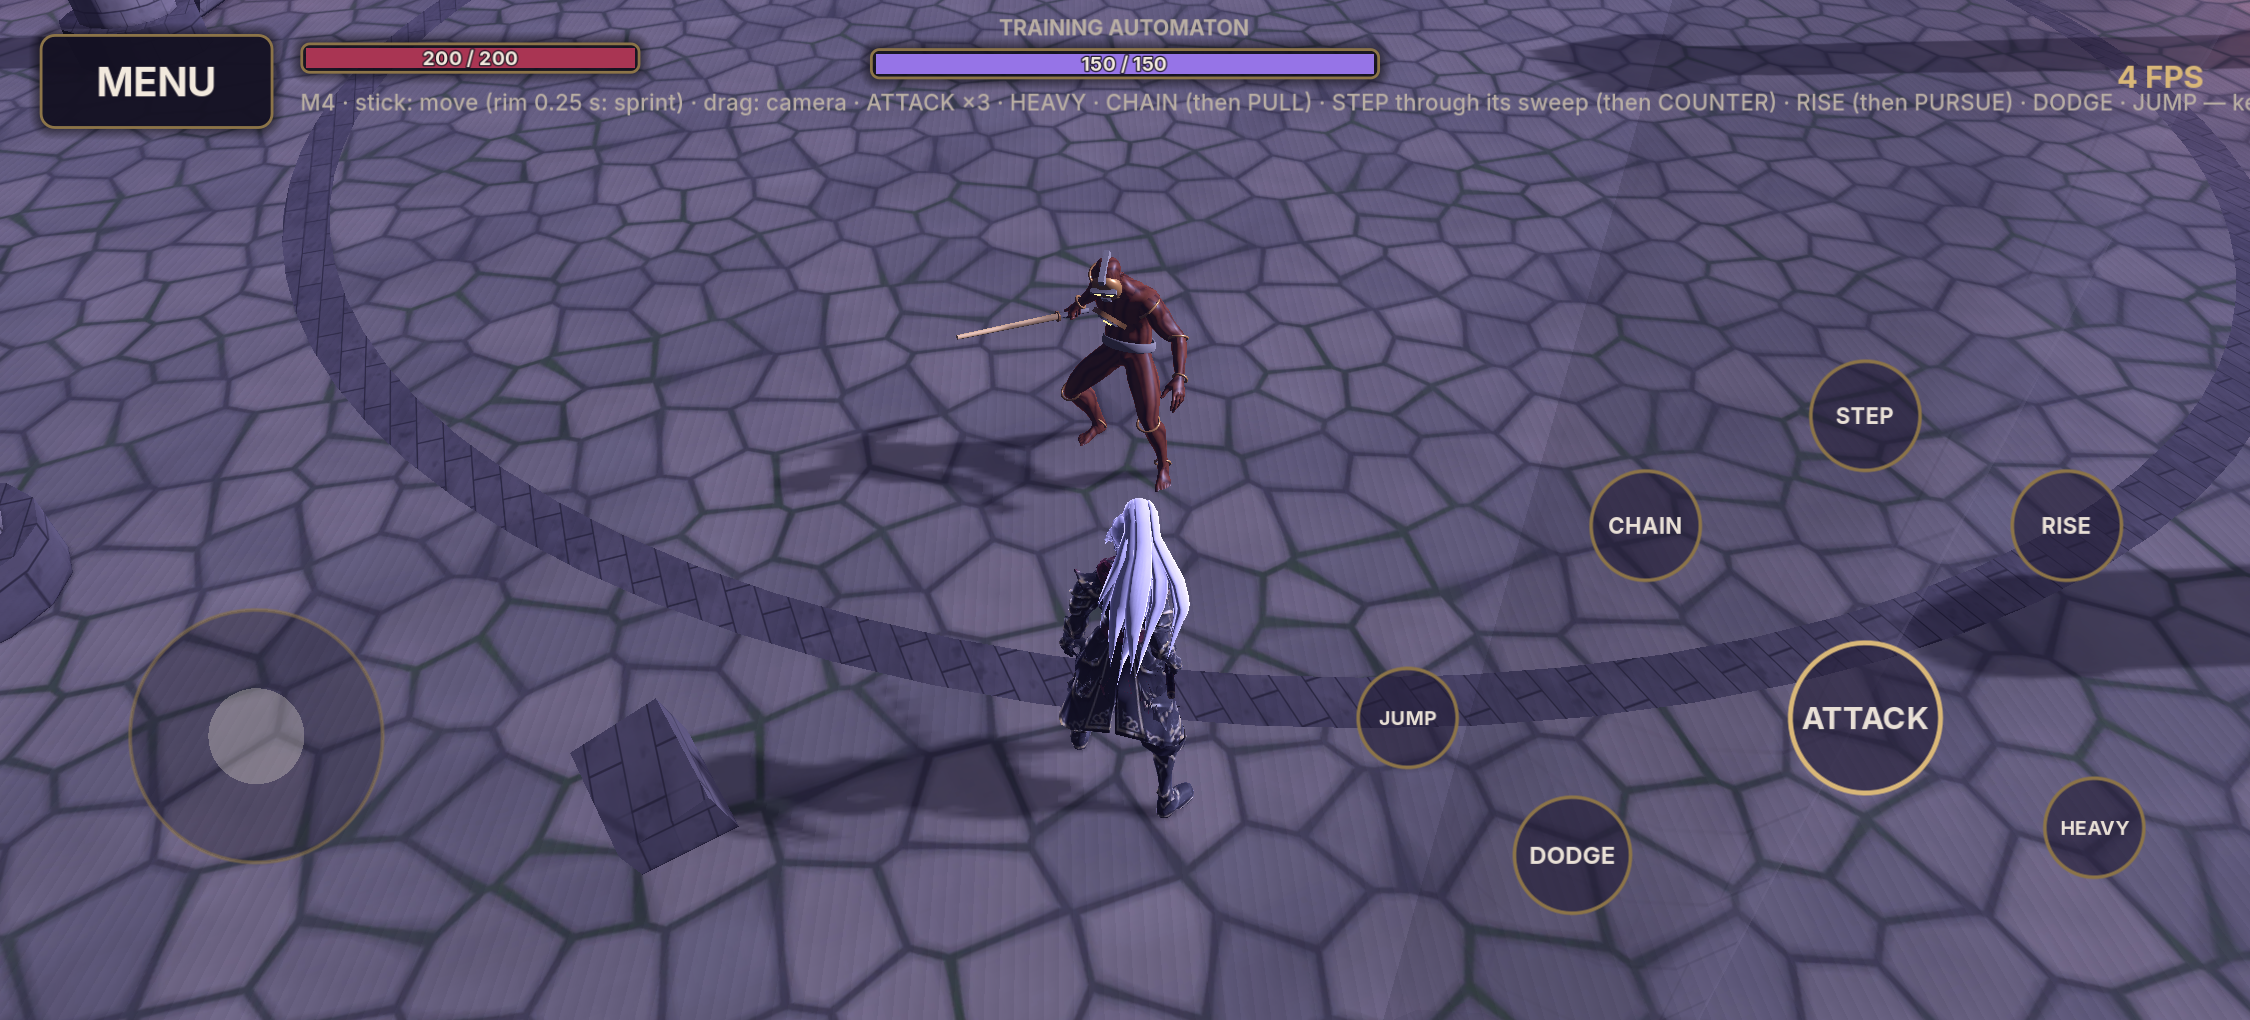 TRAINING AUTOMATON
MENU
200 / 200
150 / 150
4 FPS
M4 · stick: move (rim 0.25 s: sprint) · drag: camera · ATTACK ×3 · HEAVY · CHAIN (then PULL) · STEP through its sweep (then COUNTER) · RISE (then PURSUE) · DODGE · JUMP — ke
STEP
CHAIN
RISE
JUMP
ATTACK
HEAVY
DODGE